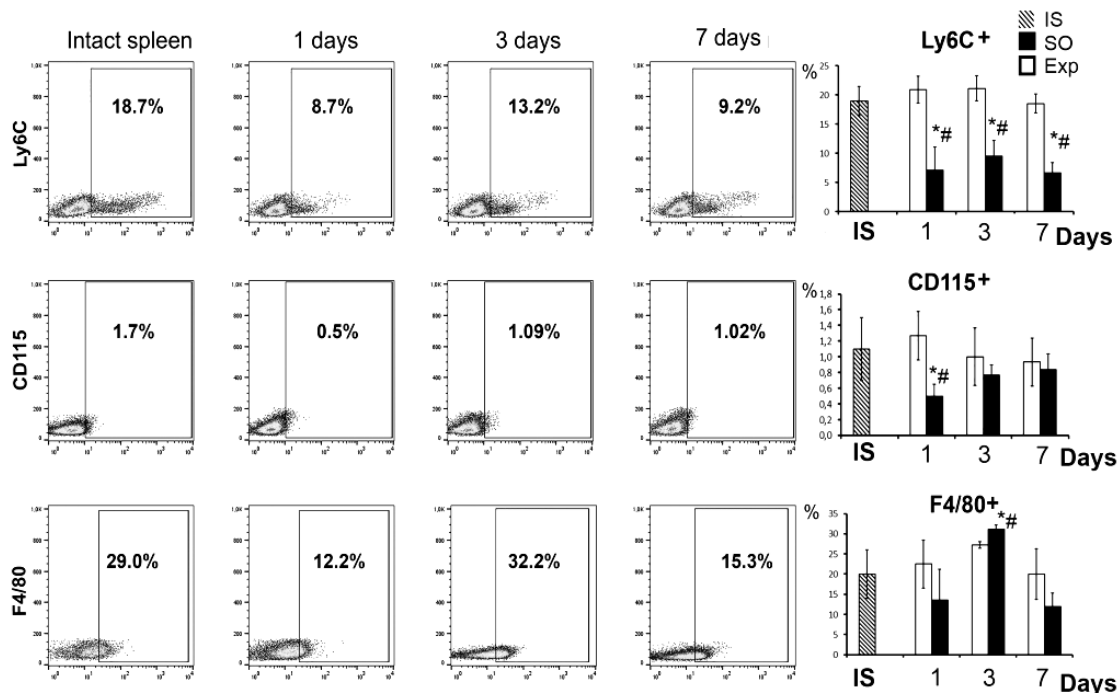 Intact spleen 1 days 3 days 7 days
Ly6C+
IS
SO
Exp
Ly6C
18.7% 8.7% 13.2% 9.2%
%
25
20
15
10
5
0
*# *# *#
IS 1 3 7 Days
CD115
1.7% 0.5% 1.09% 1.02%
CD115+
%
1,8
1,6
1,4
1,2
1,0
0,8
0,6
0,4
0,2
0,0
*#
IS 1 3 7 Days
F4/80
29.0% 12.2% 32.2% 15.3%
F4/80+
%
35
30
25
20
15
10
5
0
*#
IS 1 3 7 Days